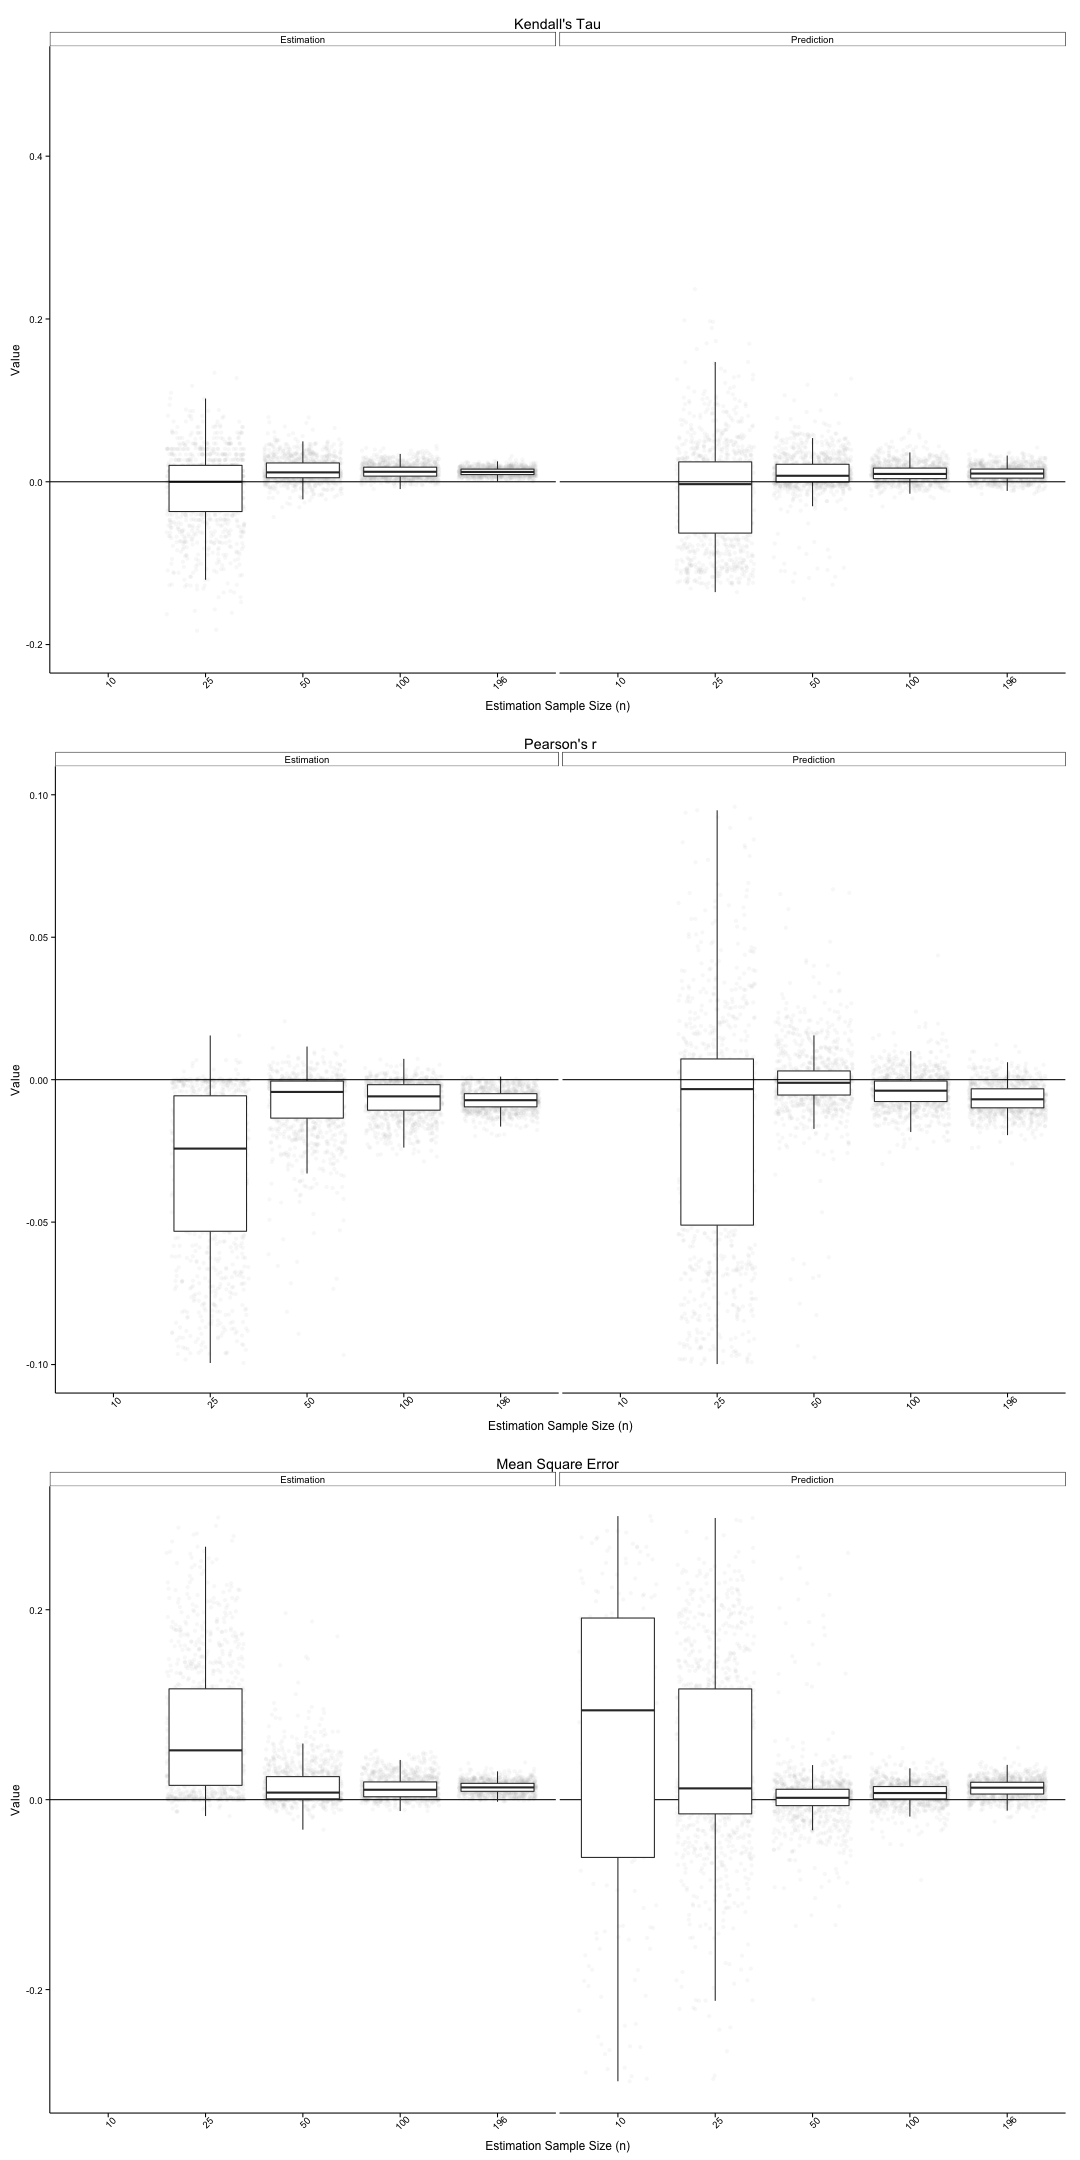 Kendall's Tau
Estimation Prediction
0.4
0.2
0.0
-0.2
Value
10 25 50 100 196 10 25 50 100 196
Estimation Sample Size (n)
Pearson's r
Estimation Prediction
0.10
0.05
0.00
-0.05
-0.10
Value
10 25 50 100 196 10 25 50 100 196
Estimation Sample Size (n)
Mean Square Error
Estimation Prediction
0.2
0.0
-0.2
Value
10 25 50 100 196 10 25 50 100 196
Estimation Sample Size (n)